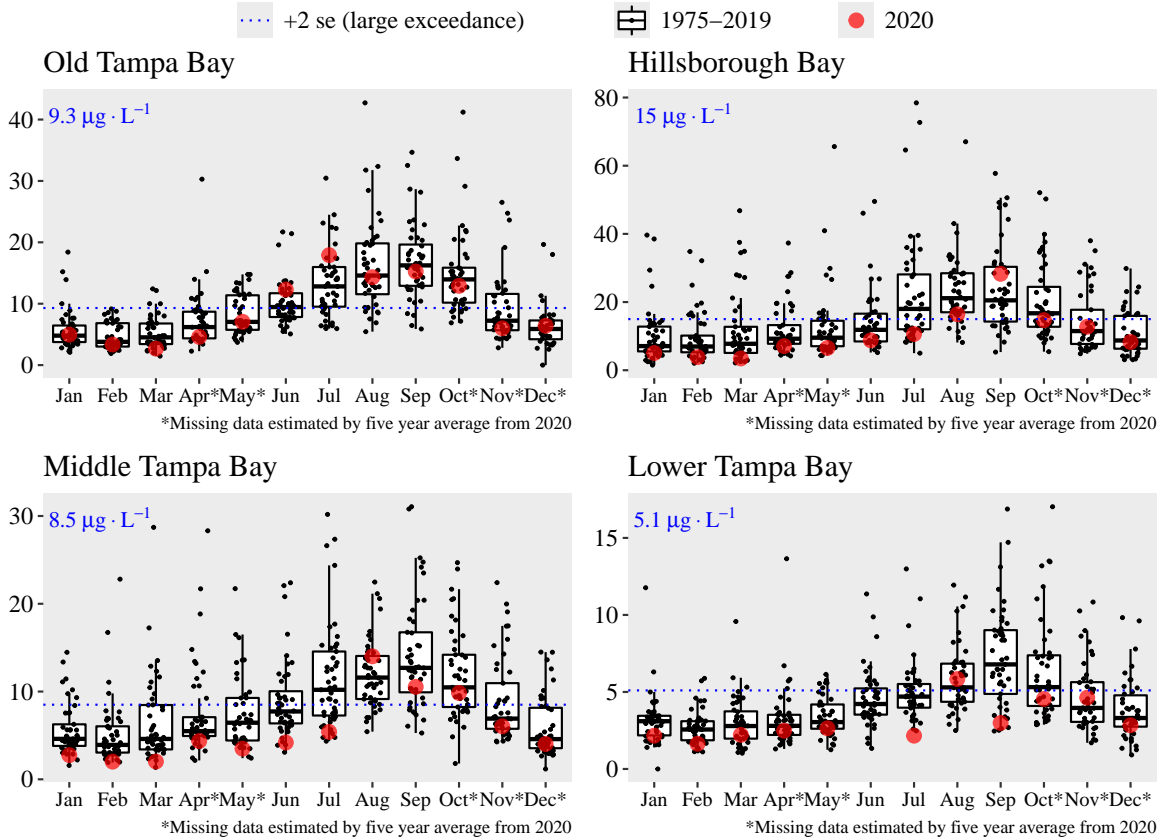 +2 se (large exceedance) 1975–2019 2020
Old Tampa Bay
9.3 μg · L⁻¹
40
30
20
10
0
Jan Feb Mar Apr* May* Jun Jul Aug Sep Oct* Nov* Dec*
*Missing data estimated by five year average from 2020
Hillsborough Bay
15 μg · L⁻¹
80
60
40
20
0
Jan Feb Mar Apr* May* Jun Jul Aug Sep Oct* Nov* Dec*
*Missing data estimated by five year average from 2020
Middle Tampa Bay
8.5 μg · L⁻¹
30
20
10
0
Jan Feb Mar Apr* May* Jun Jul Aug Sep Oct* Nov* Dec*
*Missing data estimated by five year average from 2020
Lower Tampa Bay
5.1 μg · L⁻¹
15
10
5
0
Jan Feb Mar Apr* May* Jun Jul Aug Sep Oct* Nov* Dec*
*Missing data estimated by five year average from 2020